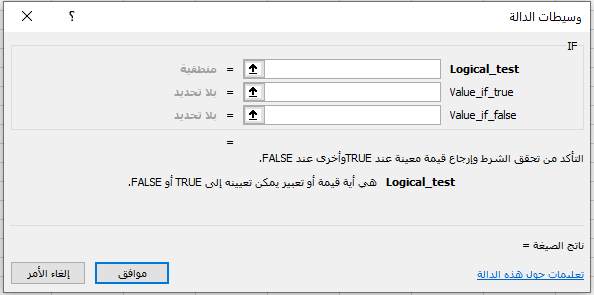 وسيطات الدالة
؟
IF
Logical_test = منطقية
Value_if_true = بلا تحديد
Value_if_false = بلا تحديد
=
التأكد من تحقق الشرط وإرجاع قيمة معينة عند TRUEوأخرى عند FALSE.
Logical_test هي أية قيمة أو تعبير يمكن تعيينه إلى TRUE أو FALSE.
ناتج الصيغة =
تعليمات حول هذه الدالة
موافق
إلغاء الأمر